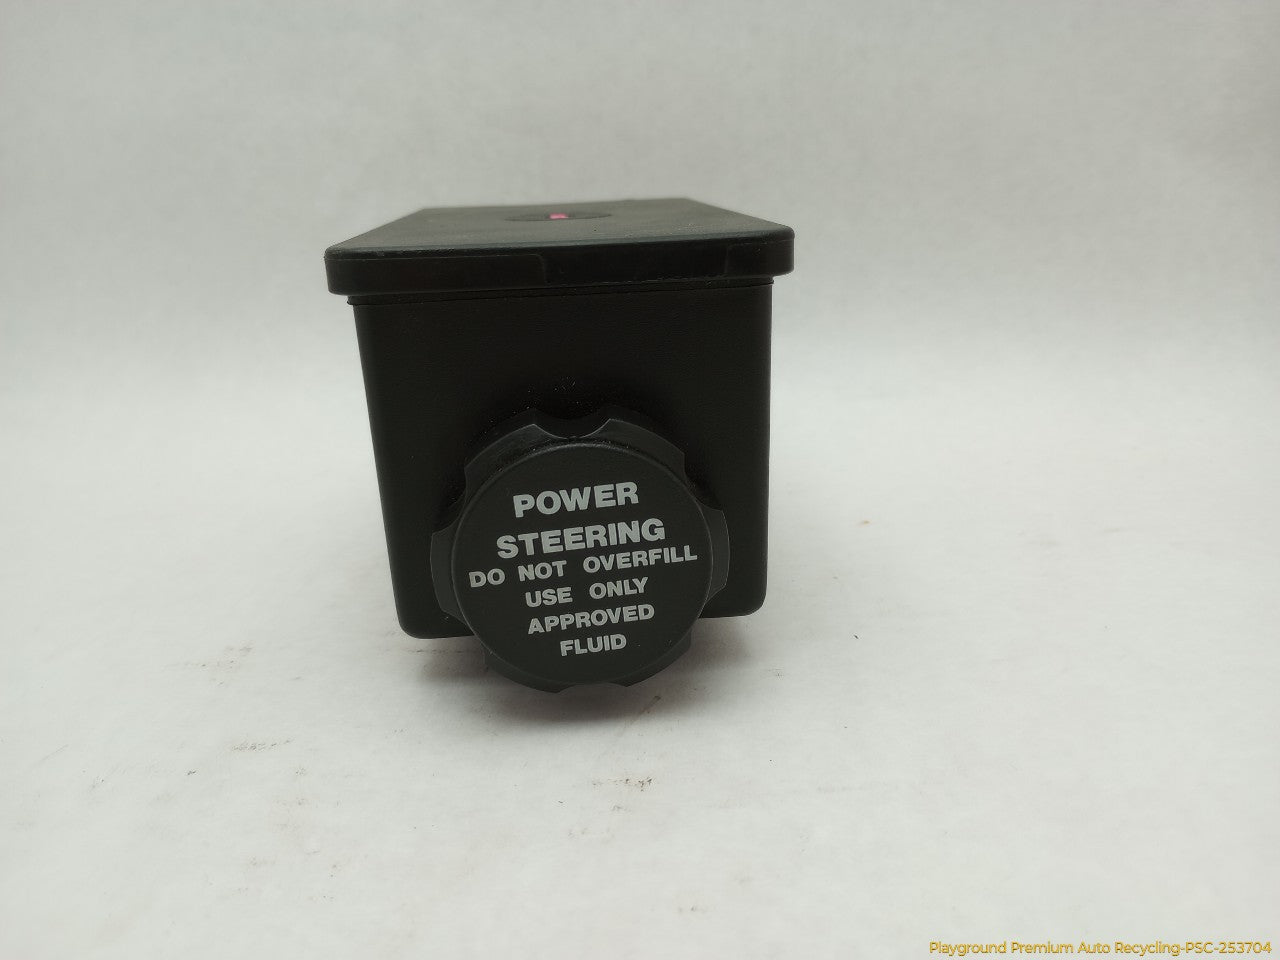 POWER
STEERING
DO NOT OVERFILL
USE ONLY
APPROVED
FLUID
Playground Premium Auto Recycling-PSC-253704